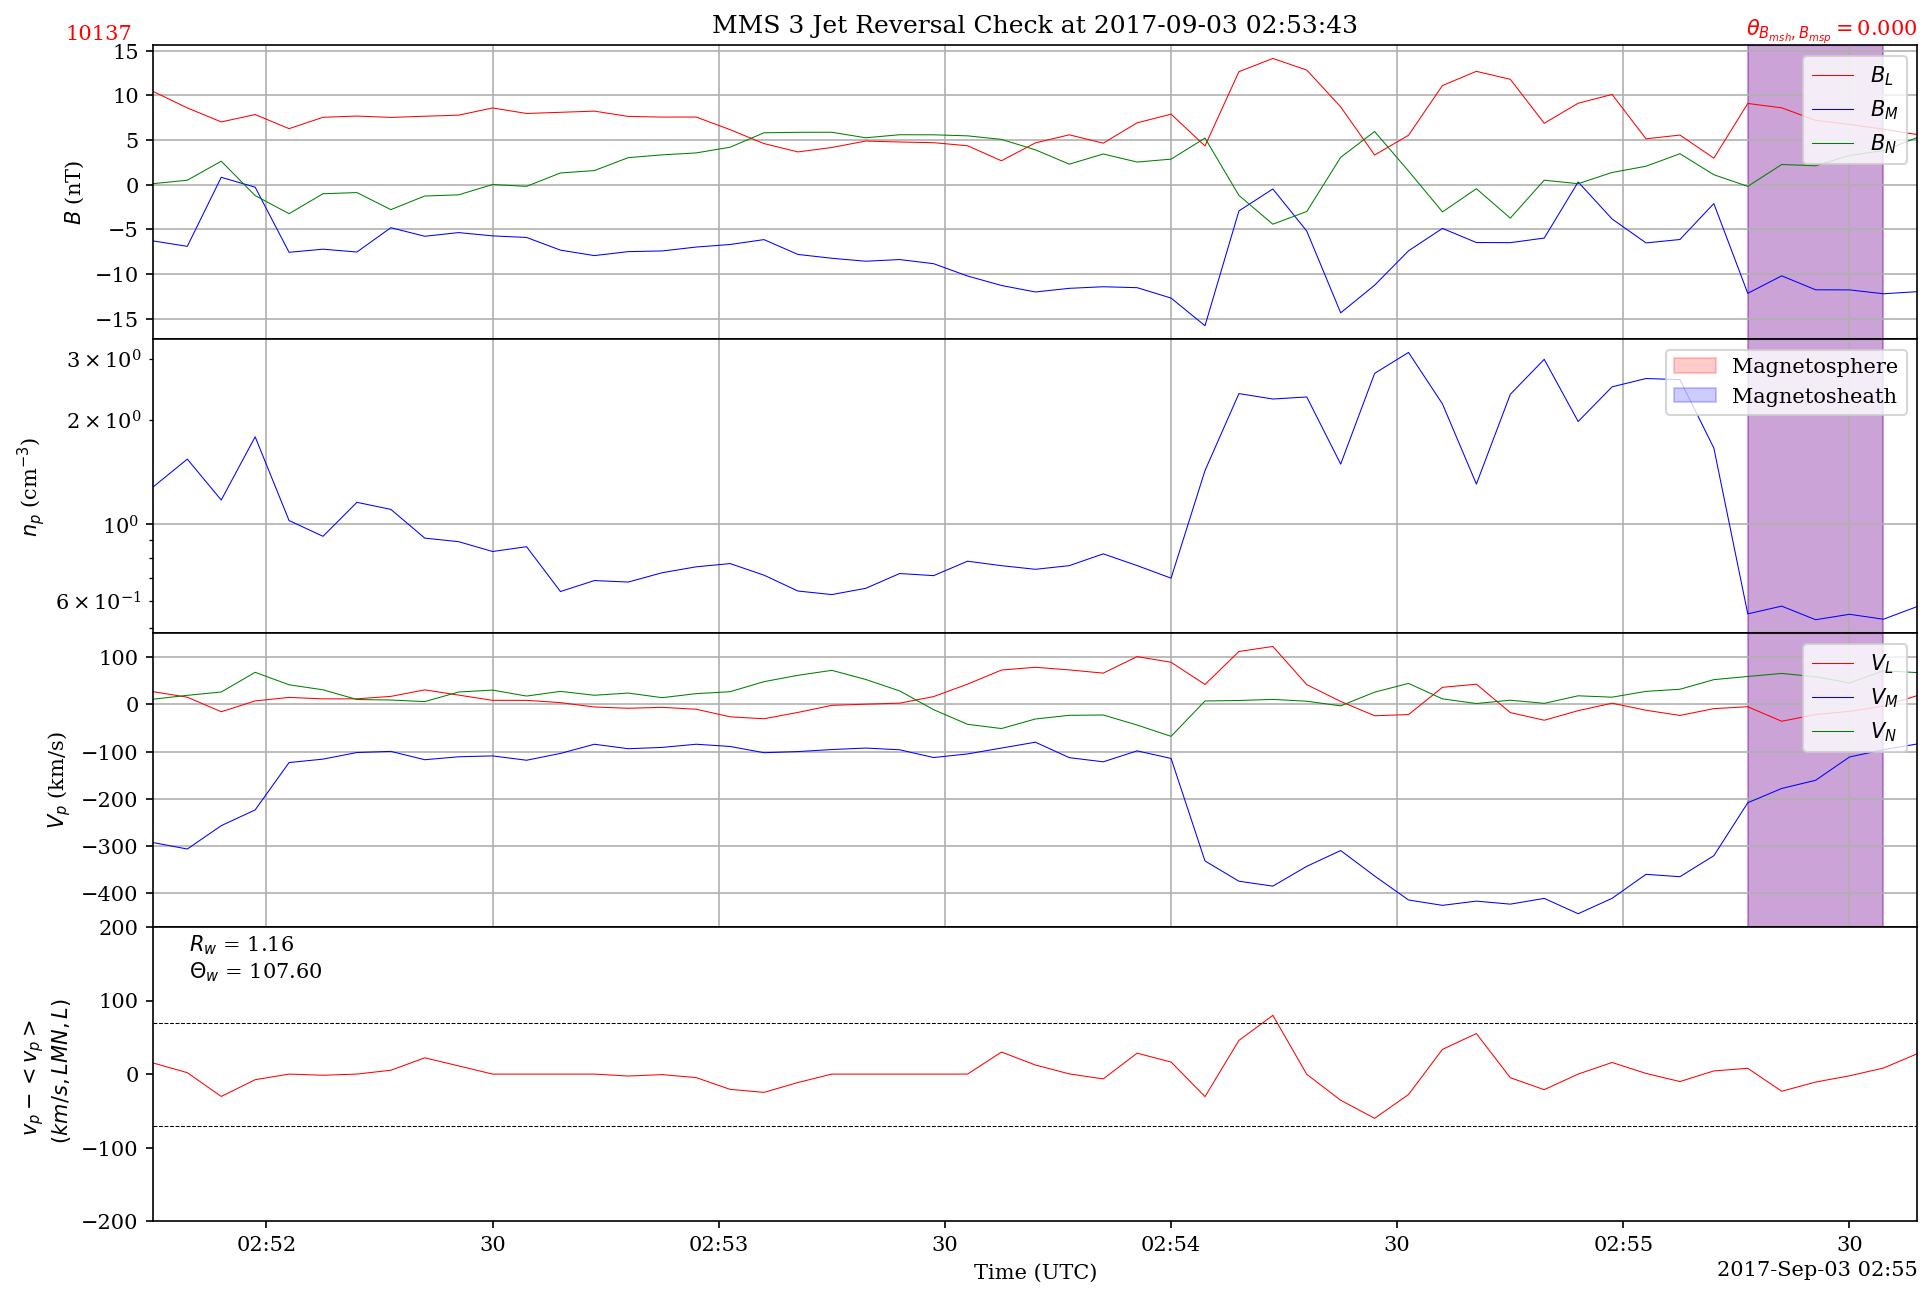 10137
MMS 3 Jet Reversal Check at 2017-09-03 02:53:43
θ_{B_{msh}, B_{msp}} = 0.000
15
10
5
0
−5
−10
−15
B (nT)
B_L
B_M
B_N
3 × 10^0
2 × 10^0
10^0
6 × 10^{−1}
n_p (cm^{−3})
Magnetosphere
Magnetosheath
100
0
−100
−200
−300
−400
V_p (km/s)
V_L
V_M
V_N
200
100
0
−100
−200
v_p − < v_p >
(km/s, LMN, L)
R_w = 1.16
Θ_w = 107.60
02:52 30 02:53 30 02:54 30 02:55 30
Time (UTC)
2017-Sep-03 02:55